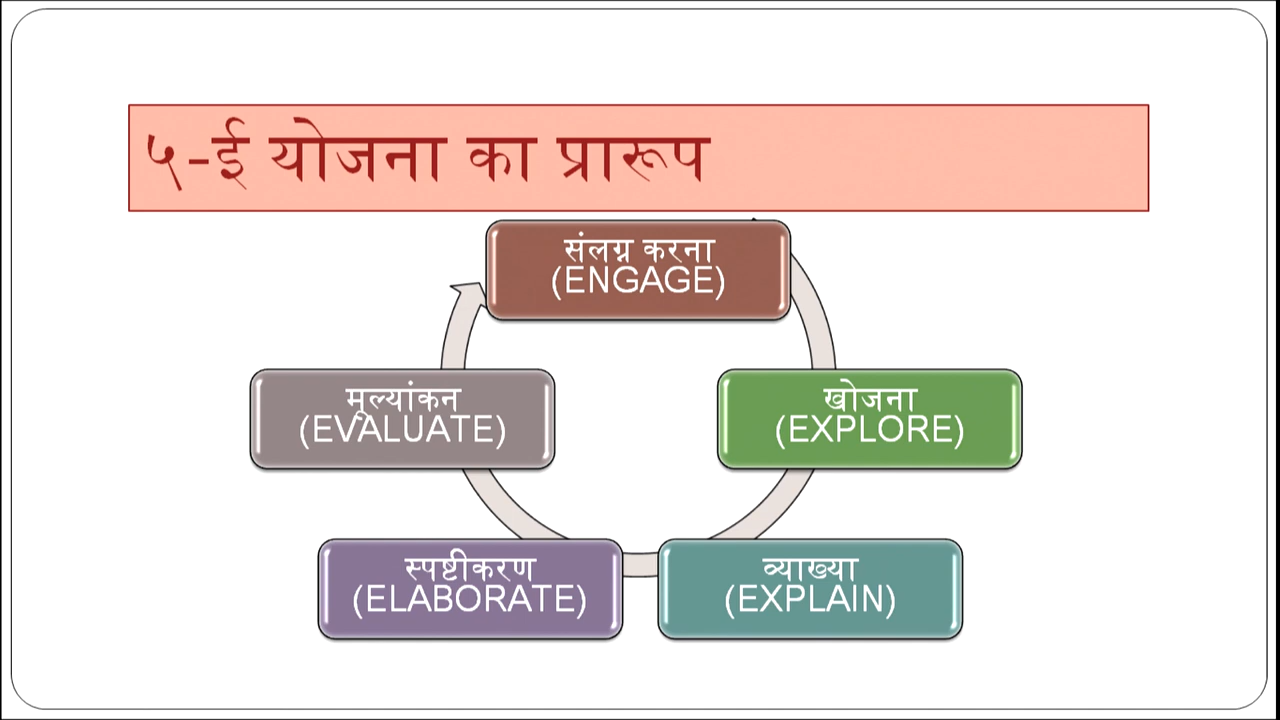 ५-ई योजना का प्रारूप
संलग्न करना
(ENGAGE)
खोजना
(EXPLORE)
व्याख्या
(EXPLAIN)
स्पष्टीकरण
(ELABORATE)
मूल्यांकन
(EVALUATE)